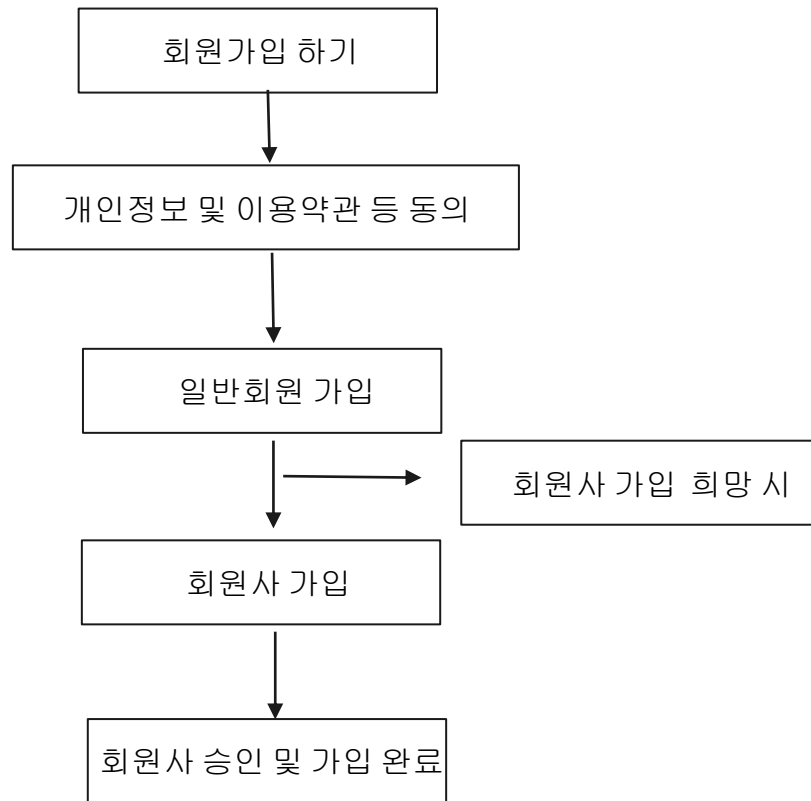 회원가입 하기
개인정보 및 이용약관 등 동의
일반회원 가입
회원사 가입 희망 시
회원사 가입
회원사 승인 및 가입 완료